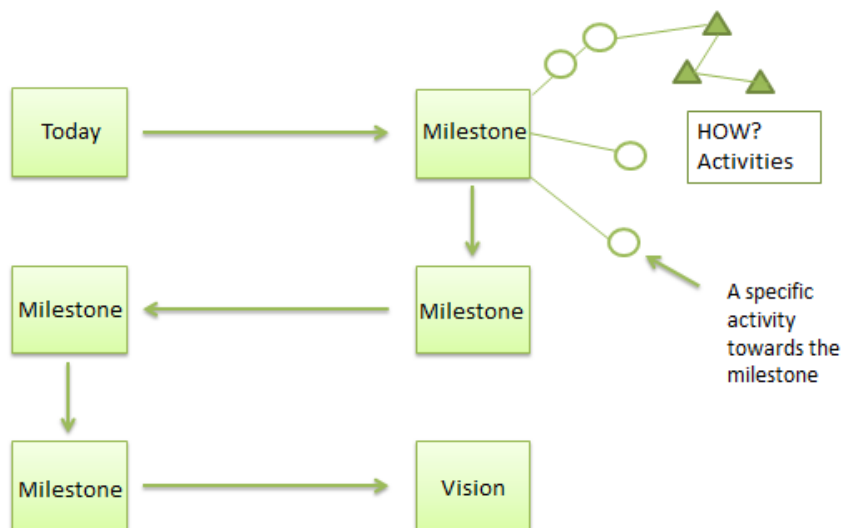 Today
Milestone
HOW?
Activities
Milestone
Milestone
A specific
activity
towards the
milestone
Milestone
Vision